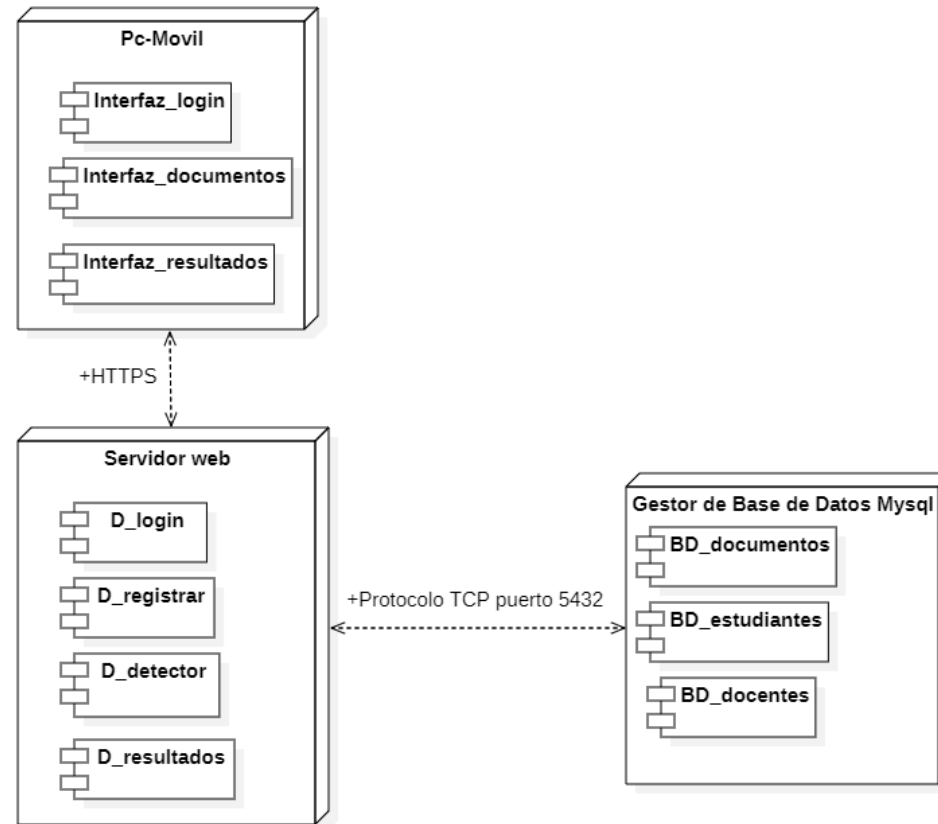 Pc-Movil
Interfaz_login
Interfaz_documentos
Interfaz_resultados
+HTTPS
Servidor web
D_login
D_registrar
D_detector
D_resultados
+Protocolo TCP puerto 5432
Gestor de Base de Datos Mysql
BD_documentos
BD_estudiantes
BD_docentes